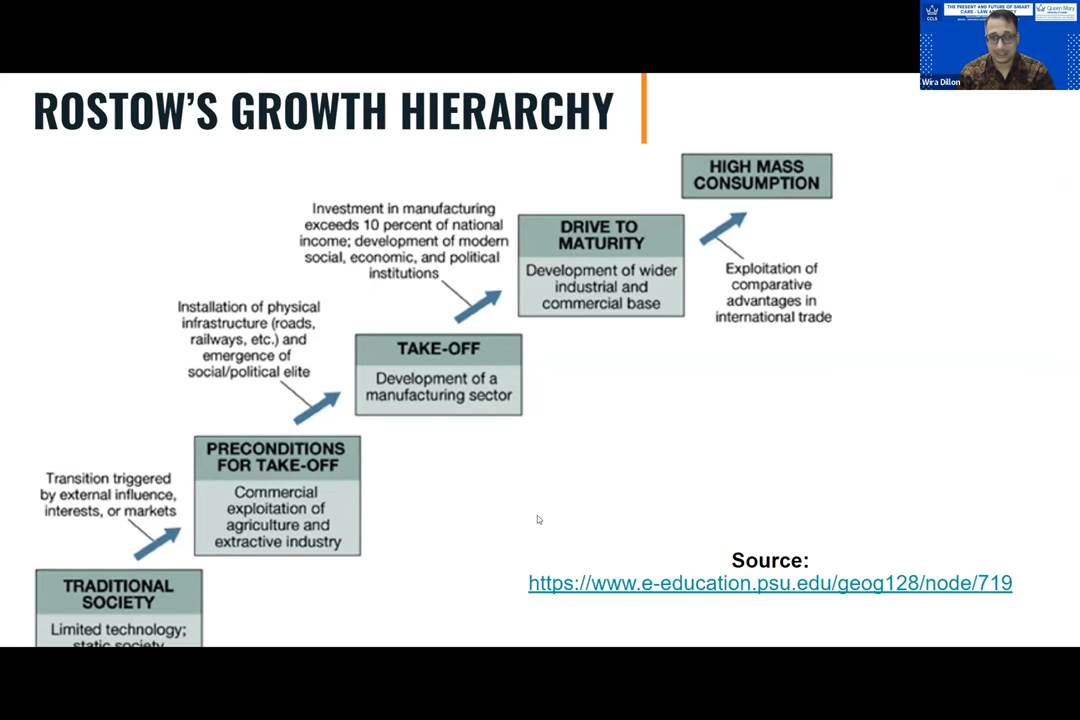 THE PRESENT AND FUTURE OF SMART
CCLS
Queen Mary
Wira Dillon
ROSTOW'S GROWTH HIERARCHY
HIGH MASS
CONSUMPTION
Exploitation of
comparative
advantages in
international trade
Investment in manufacturing
exceeds 10 percent of national
income; development of modern
social, economic, and political
institutions
DRIVE TO
MATURITY
Development of wider
industrial and
commercial base
Installation of physical
infrastructure (roads,
railways, etc.) and
emergence of
social/political elite
TAKE-OFF
Development of a
manufacturing sector
Transition triggered
by external influence,
interests, or markets
PRECONDITIONS
FOR TAKE-OFF
Commercial
exploitation of
agriculture and
extractive industry
TRADITIONAL
SOCIETY
Limited technology;
static society
Source:
https://www.e-education.psu.edu/geog128/node/719